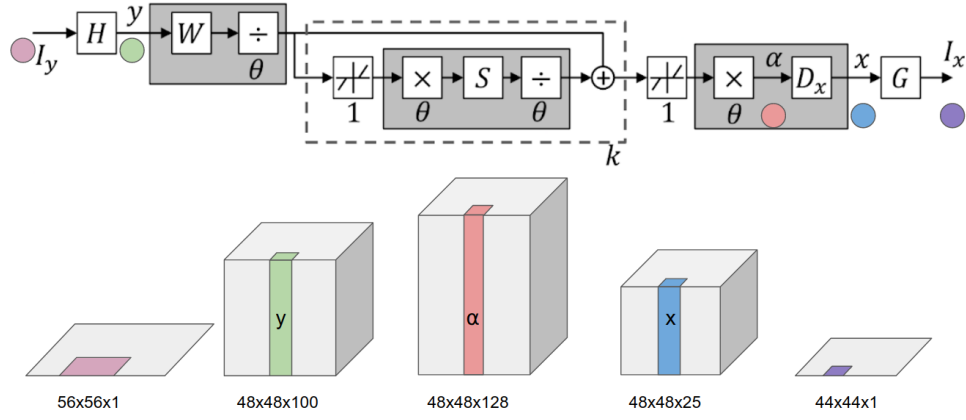 I_y H y W ÷ θ
1 × θ S ÷ θ + k
1 × θ α D_x x G I_x
y α x
56x56x1 48x48x100 48x48x128 48x48x25 44x44x1